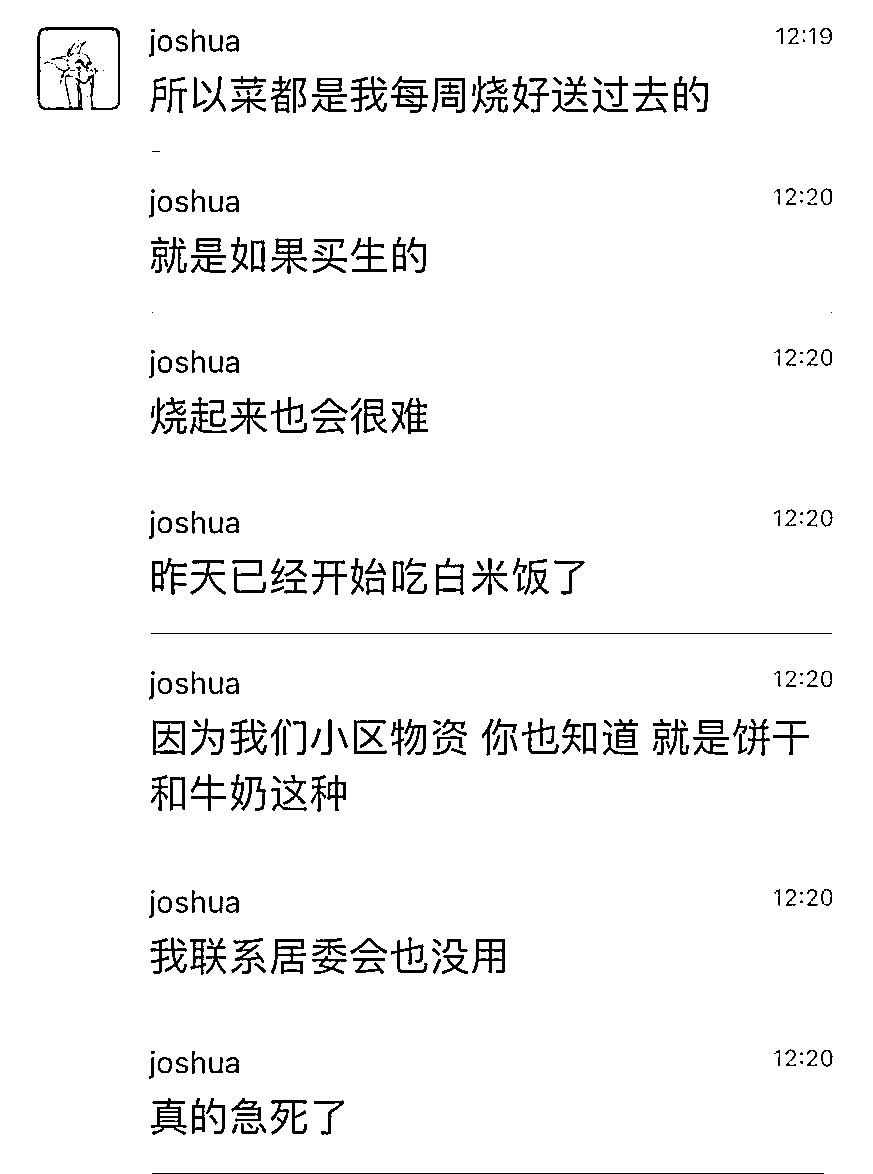 joshua 12:19
所以菜都是我每周烧好送过去的
joshua 12:20
就是如果买生的
joshua 12:20
烧起来也会很难
joshua 12:20
昨天已经开始吃白米饭了
joshua 12:20
因为我们小区物资 你也知道 就是饼干
和牛奶这种
joshua 12:20
我联系居委会也没用
joshua 12:20
真的急死了